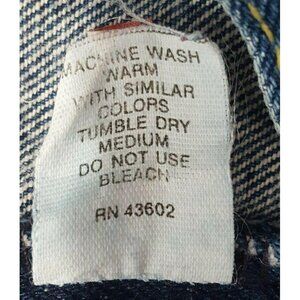 MACHINE WASH
WARM
WITH SIMILAR
COLORS
TUMBLE DRY
MEDIUM
DO NOT USE
BLEACH
RN 43602